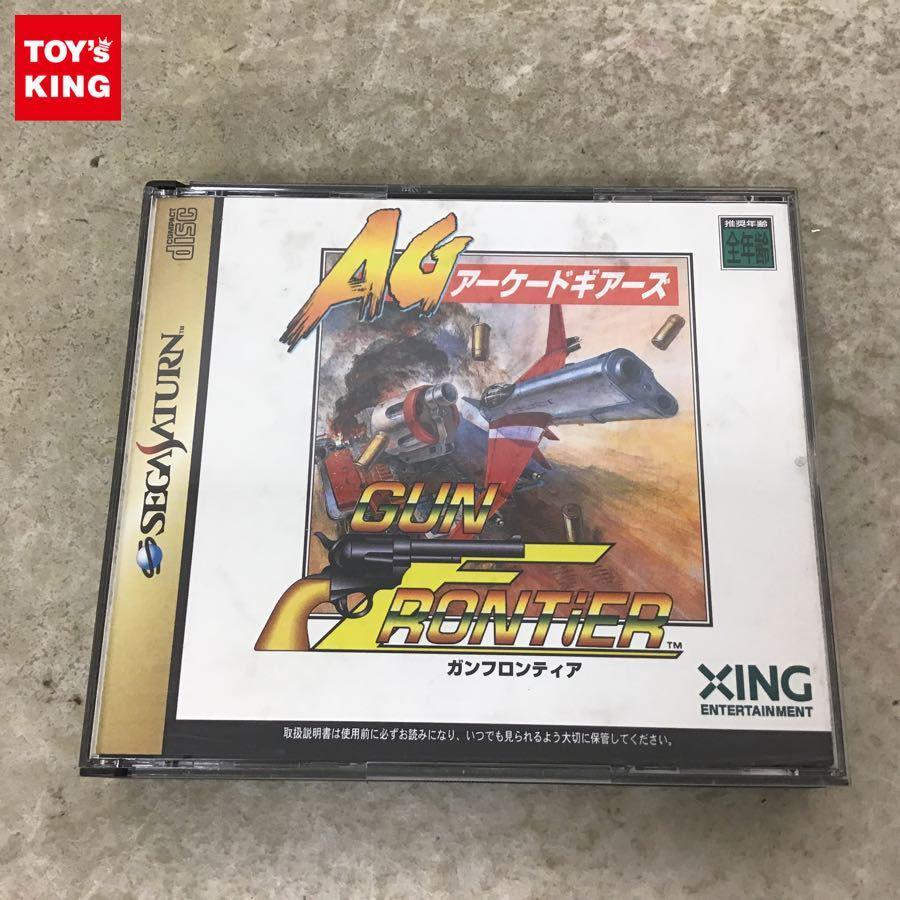 TOY's
KING
COMPACT
disc
SEGA SATURN™
AG
アーケードギアーズ
推奨年齢
全年齢
GUN
FRONTiER™
ガンフロンティア
XING
ENTERTAINMENT
取扱説明書は使用前に必ずお読みになり、いつでも見られるよう大切に保管してください。